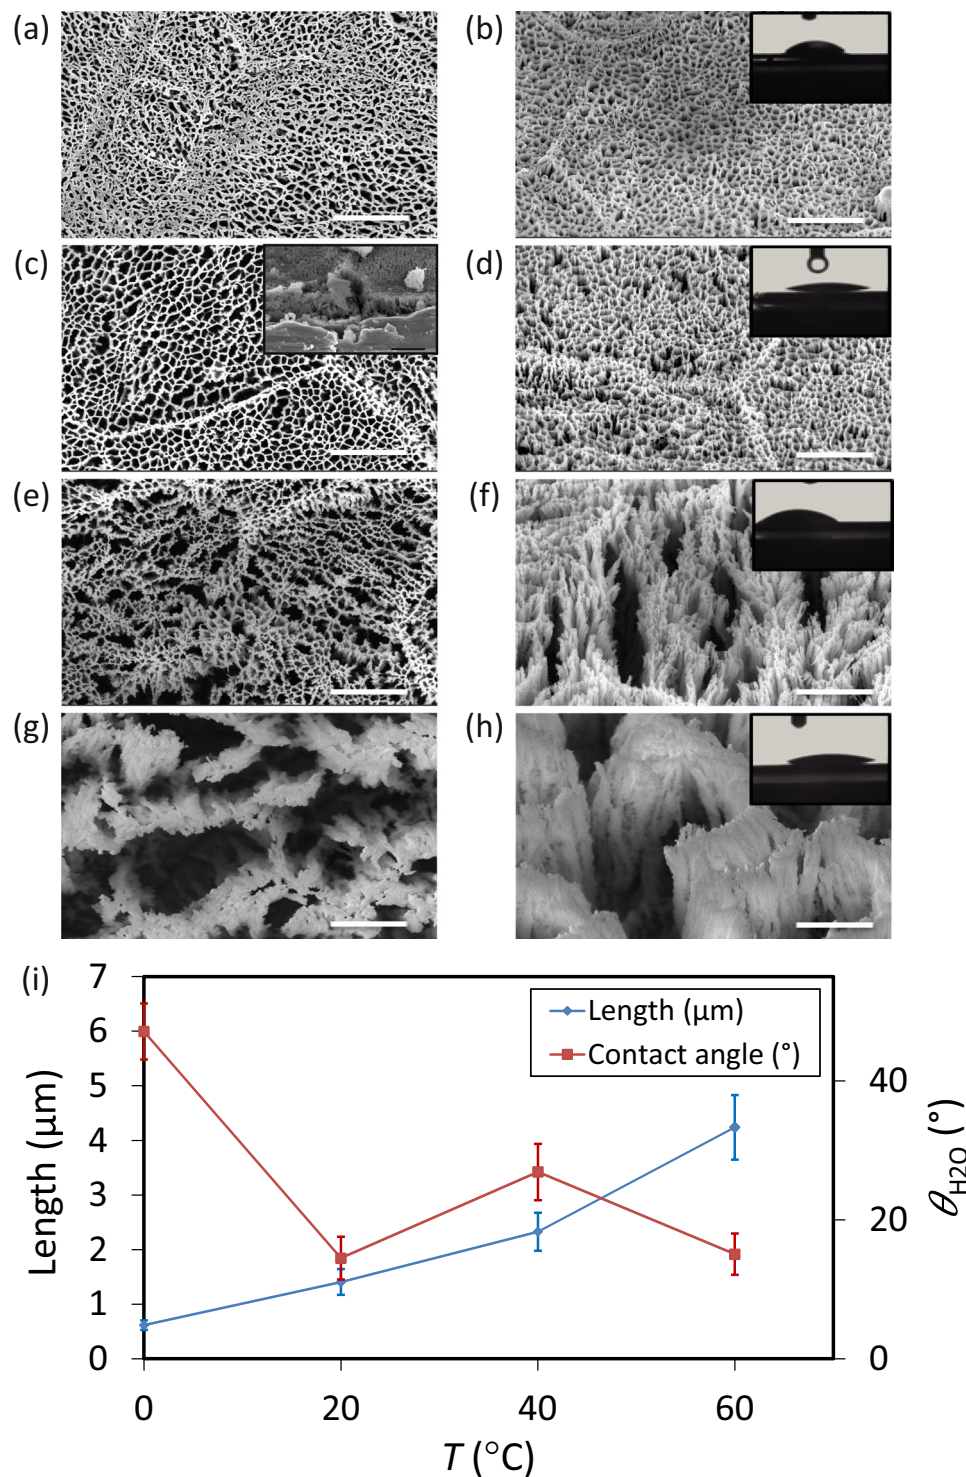 (a)
(b)
(c)
(d)
(e)
(f)
(g)
(h)
(i)
7
6
5
4
3
2
1
0
Length (μm)
Length (μm)
Contact angle (°)
40
20
0
θH2O (°)
0
20
40
60
T (°C)